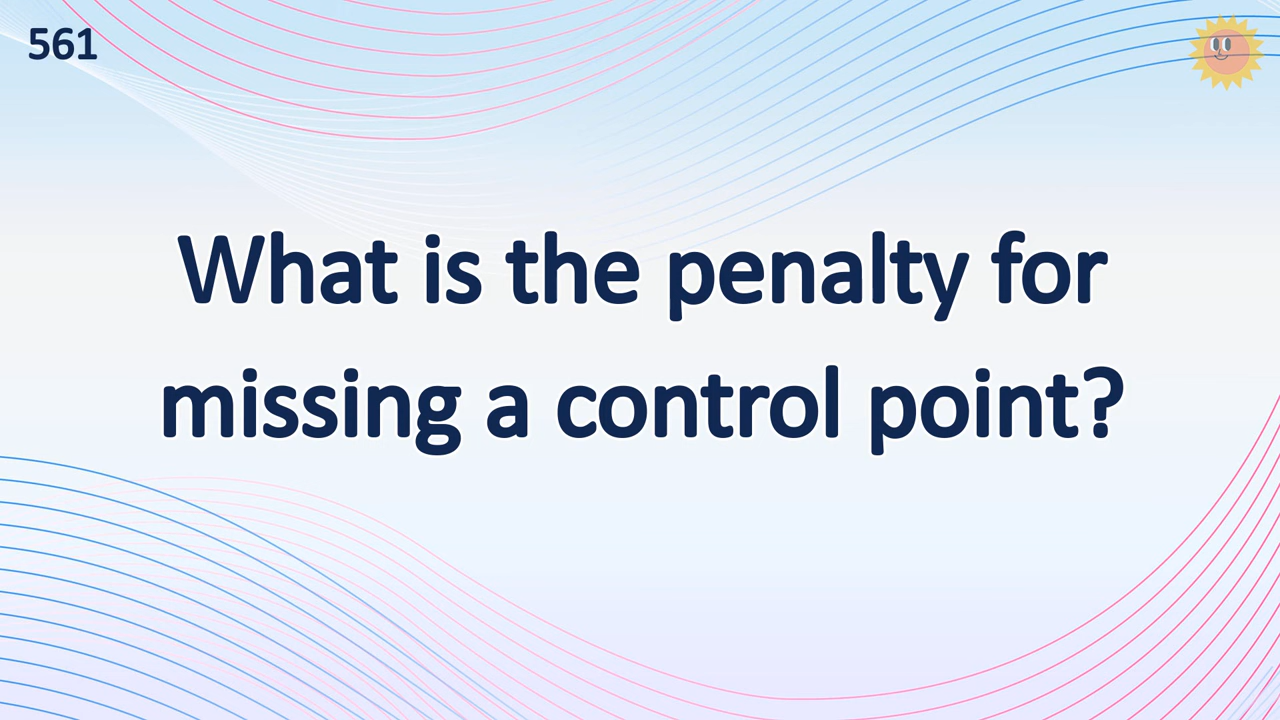 561
What is the penalty for
missing a control point?